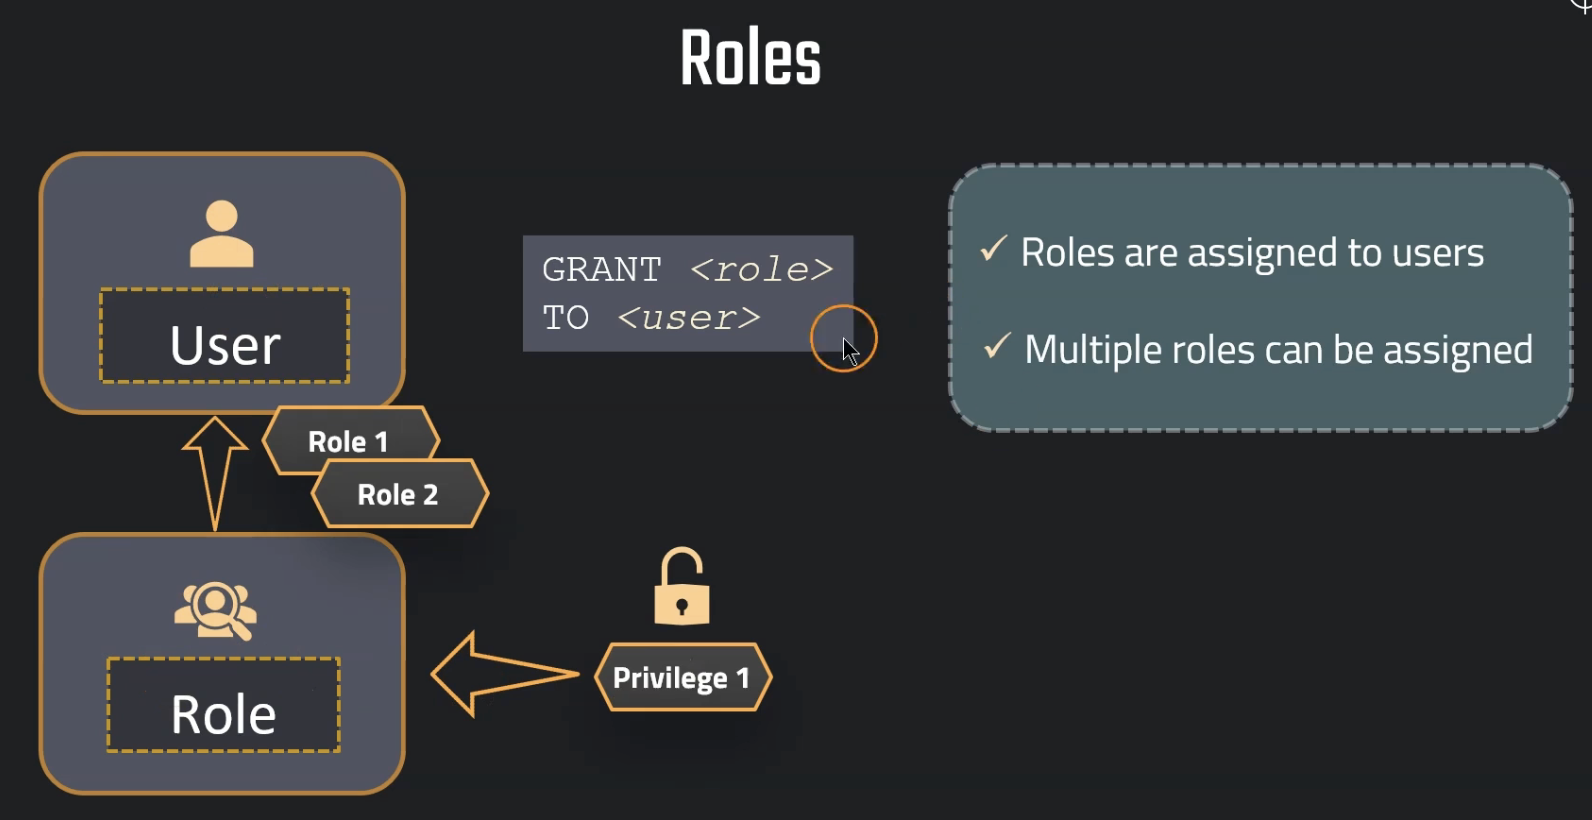 Roles
User
GRANT <role>
TO <user>
✓ Roles are assigned to users
✓ Multiple roles can be assigned
Role 1
Role 2
Role
Privilege 1